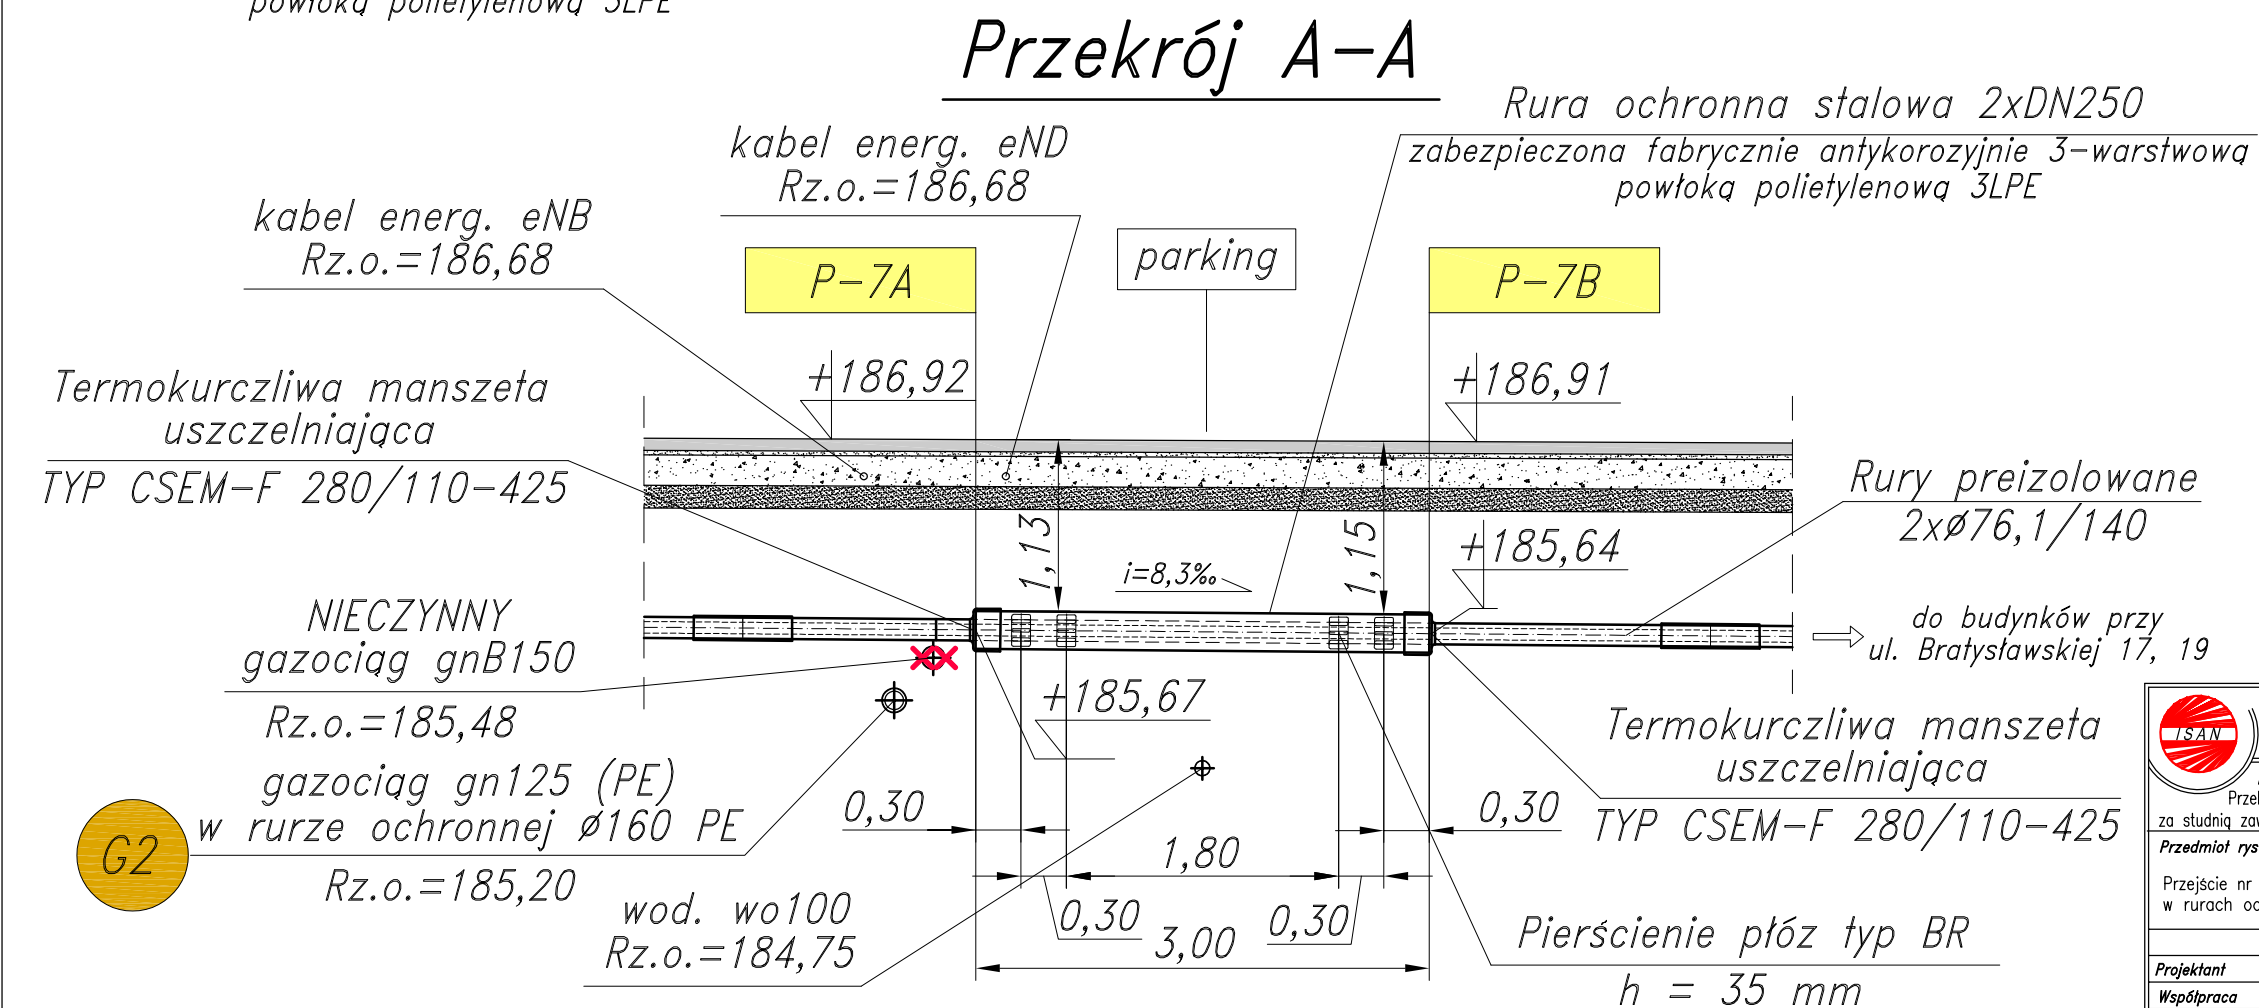 powłoką polietylenową 3LPE
Przekrój A-A
Rura ochronna stalowa 2xDN250
zabezpieczona fabrycznie antykorozyjnie 3-warstwową
powłoką polietylenową 3LPE
kabel energ. eND
Rz.o.=186,68
kabel energ. eNB
Rz.o.=186,68
parking
P-7A
P-7B
+186,92
+186,91
Termokurczliwa manszeta
uszczelniająca
TYP CSEM-F 280/110-425
Rury preizolowane
2xø76,1/140
1,13
1,15
+185,64
i=8,3‰
NIECZYNNY
gazociąg gnB150
Rz.o.=185,48
do budynków przy
ul. Bratysławskiej 17, 19
+185,67
gazociąg gn125 (PE)
w rurze ochronnej ø160 PE
Rz.o.=185,20
G2
Termokurczliwa manszeta
uszczelniająca
TYP CSEM-F 280/110-425
0,30
0,30
1,80
0,30
0,30
3,00
wod. wo100
Rz.o.=184,75
Pierścienie płóz typ BR
h = 35 mm
ISAN
za studnią
Przedmiot
Przejście nr
w rurach
Projektant
Współpraca